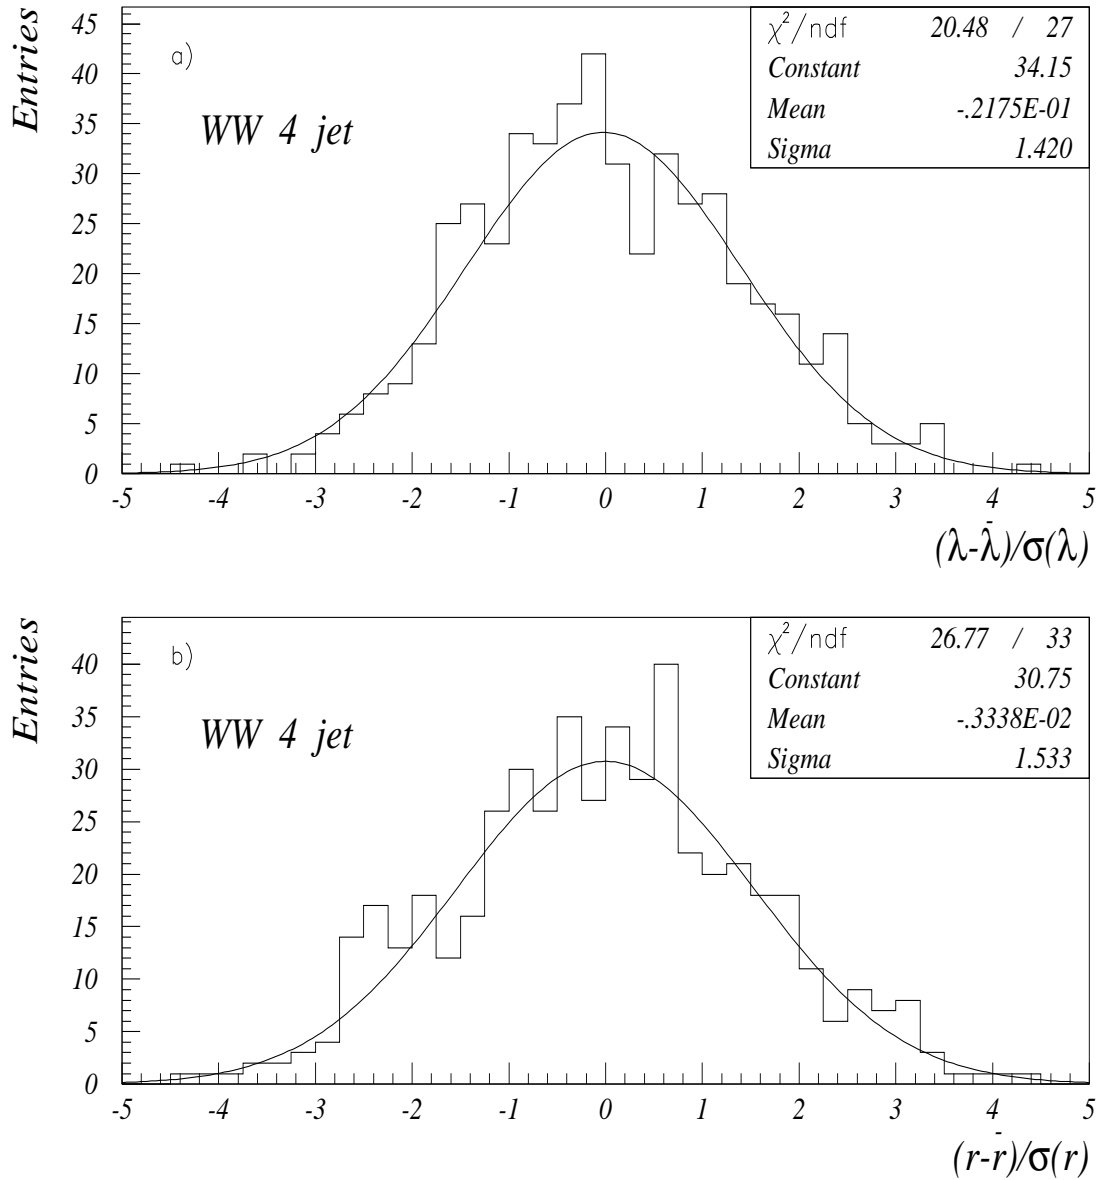 Entries
a)
WW 4 jet
χ²/ndf 20.48 / 27
Constant 34.15
Mean -.2175E-01
Sigma 1.420
45
40
35
30
25
20
15
10
5
0
-5 -4 -3 -2 -1 0 1 2 3 4 5
(λ-λ̄)/σ(λ)
Entries
b)
WW 4 jet
χ²/ndf 26.77 / 33
Constant 30.75
Mean -.3338E-02
Sigma 1.533
40
35
30
25
20
15
10
5
0
-5 -4 -3 -2 -1 0 1 2 3 4 5
(r-r̄)/σ(r)